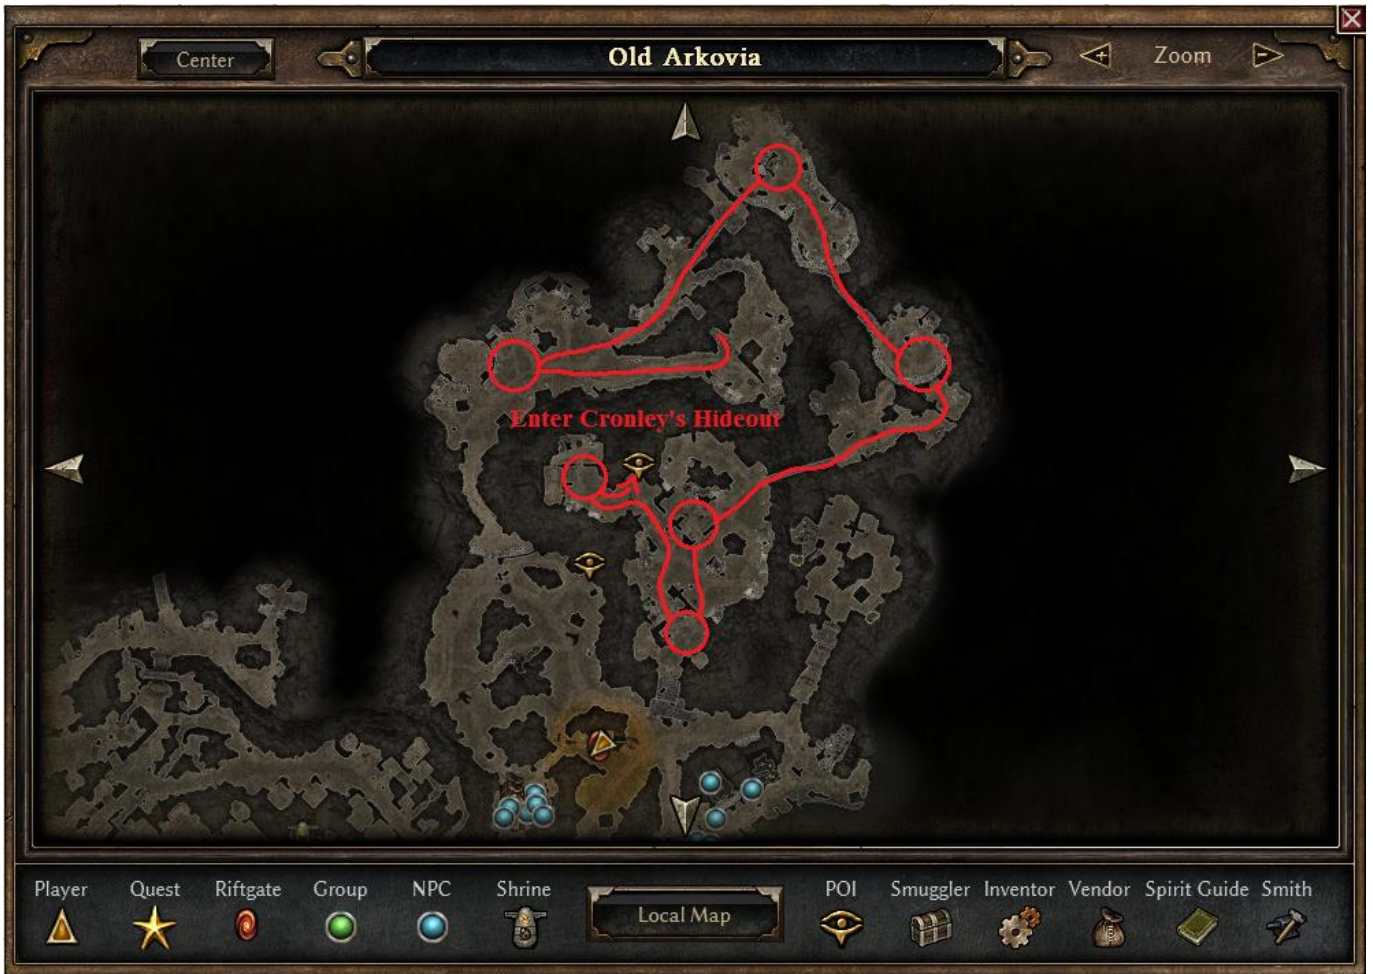 Center
Old Arkovia
Zoom
Enter Cronley's Hideout
Player Quest Riftgate Group NPC Shrine
Local Map
POI Smuggler Inventor Vendor Spirit Guide Smith